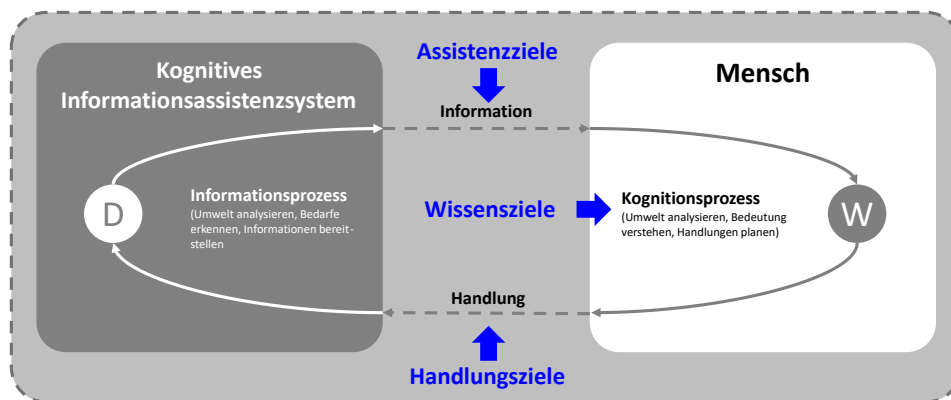 Kognitives
Informationsassistenzsystem
Assistenzziele
Information
Mensch
D
Informationsprozess
(Umwelt analysieren, Bedarfe
erkennen, Informationen bereit-
stellen
Wissensziele
Kognitionsprozess
(Umwelt analysieren, Bedeutung
verstehen, Handlungen planen)
W
Handlung
Handlungsziele